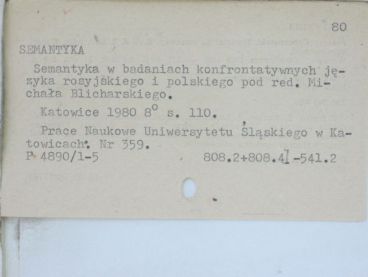 80
SEMANTYKA
Semantyka w badaniach konfrontatywnych ję-
zyka rosyjskiego i polskiego pod red. Mi-
chała Blicharskiego.
Katowice 1980 8° s. 110.
Prace Naukowe Uniwersytetu Śląskiego w Ka-
towicach. Nr 359.
P 4890/1-5 808.2+808.41-541.2